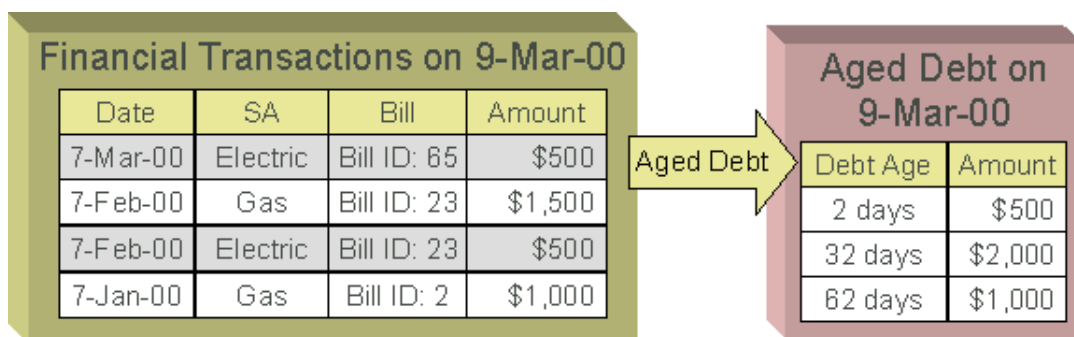 Financial Transactions on 9-Mar-00
Date SA Bill Amount
7-Mar-00 Electric Bill ID: 65 $500
7-Feb-00 Gas Bill ID: 23 $1,500
7-Feb-00 Electric Bill ID: 23 $500
7-Jan-00 Gas Bill ID: 2 $1,000
Aged Debt
Aged Debt on
9-Mar-00
Debt Age Amount
2 days $500
32 days $2,000
62 days $1,000